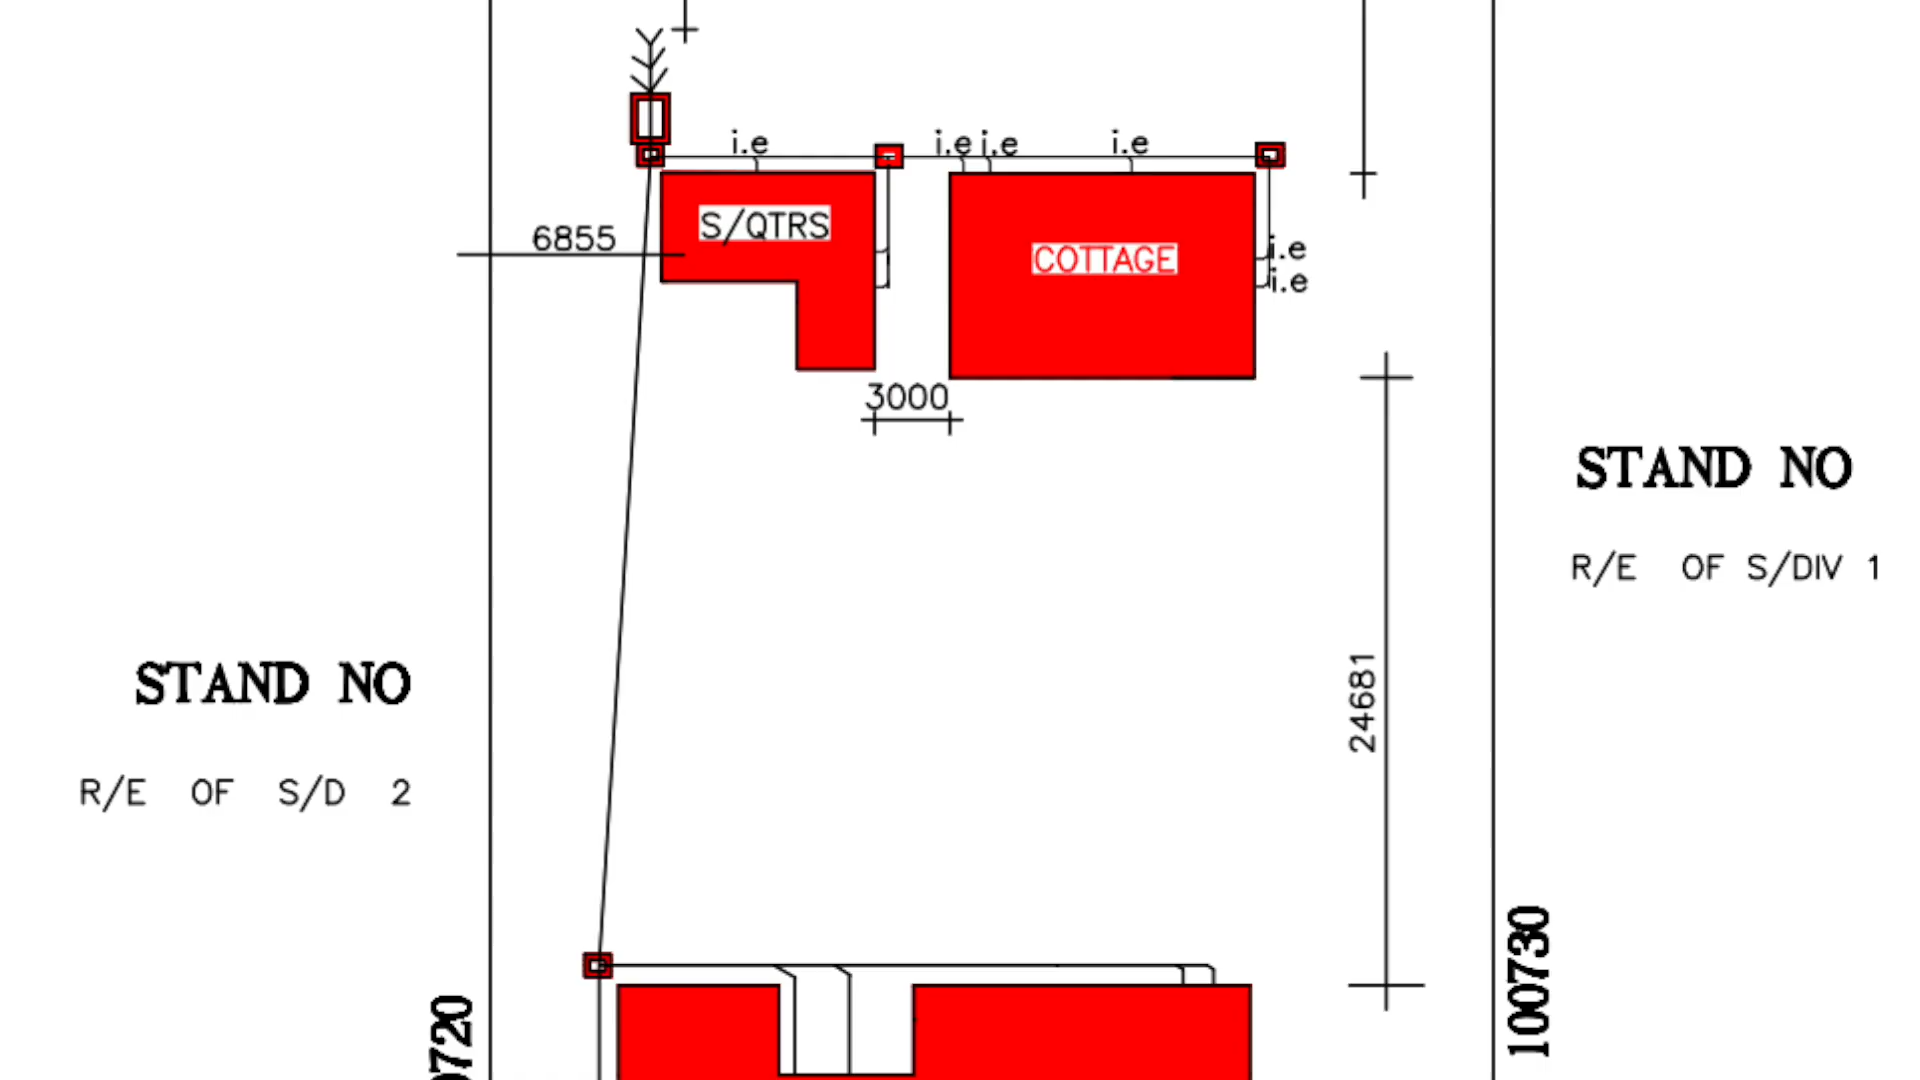 i.e i.e i.e i.e
S/QTRS
6855
COTTAGE
i.e
i.e
3000
STAND NO
R/E OF S/DIV 1
24681
STAND NO
R/E OF S/D 2
100730